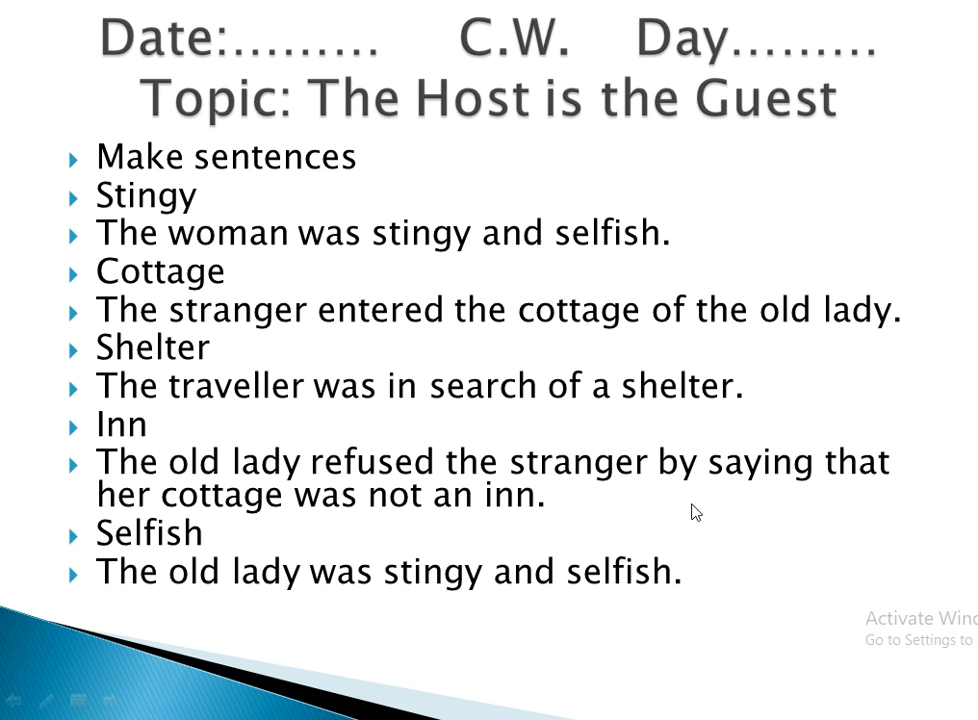 Date:......... C.W. Day.........
Topic: The Host is the Guest
Make sentences
Stingy
The woman was stingy and selfish.
Cottage
The stranger entered the cottage of the old lady.
Shelter
The traveller was in search of a shelter.
Inn
The old lady refused the stranger by saying that
her cottage was not an inn.
Selfish
The old lady was stingy and selfish.
Activate Winc
Go to Settings to